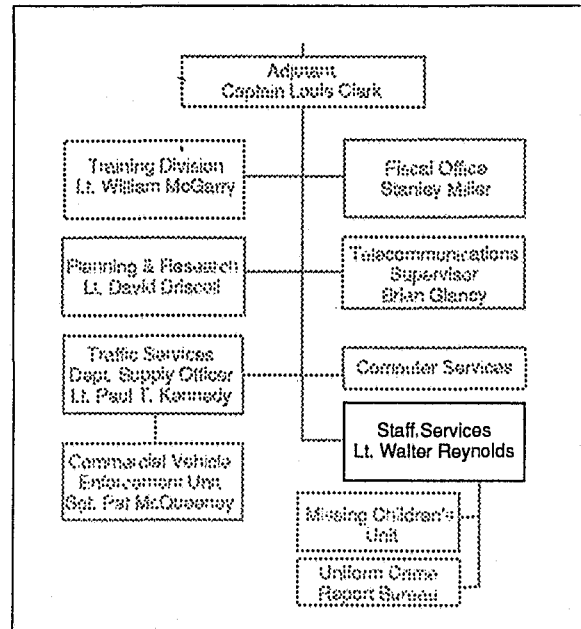 Adjutant
Captain Louis Clark
Training Division
Lt. William McGarry
Fiscal Office
Stanley Miller
Planning & Research
Lt. David Driscoll
Telecommunications
Supervisor
Brian Glancy
Traffic Services
Dept. Supply Officer
Lt. Paul T. Kennedy
Computer Services
Staff Services
Lt. Walter Reynolds
Commercial Vehicle
Enforcement Unit
Sgt. Pat McQueeney
Missing Children's
Unit
Uniform Crime
Report Bureau